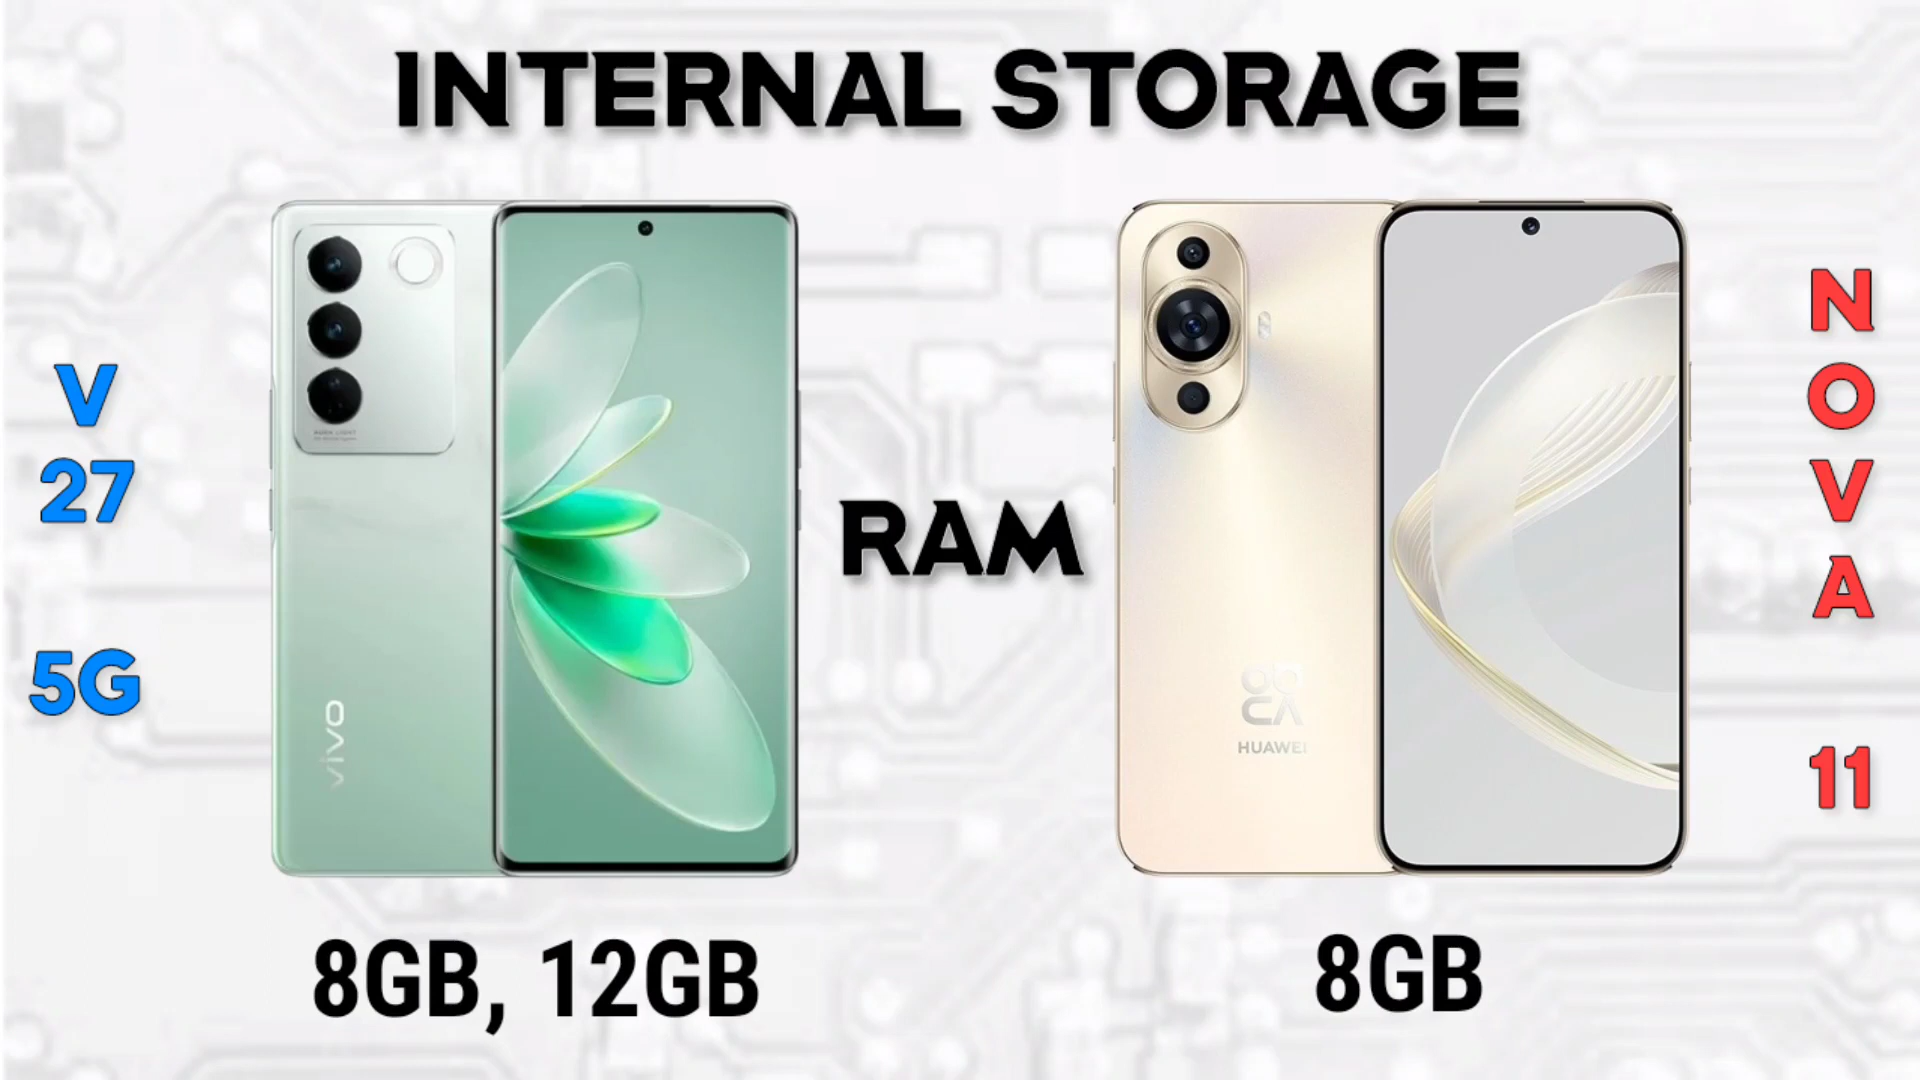 INTERNAL STORAGE
V
27
5G
vivo
RAM
HUAWEI
N
O
V
A
11
8GB, 12GB
8GB